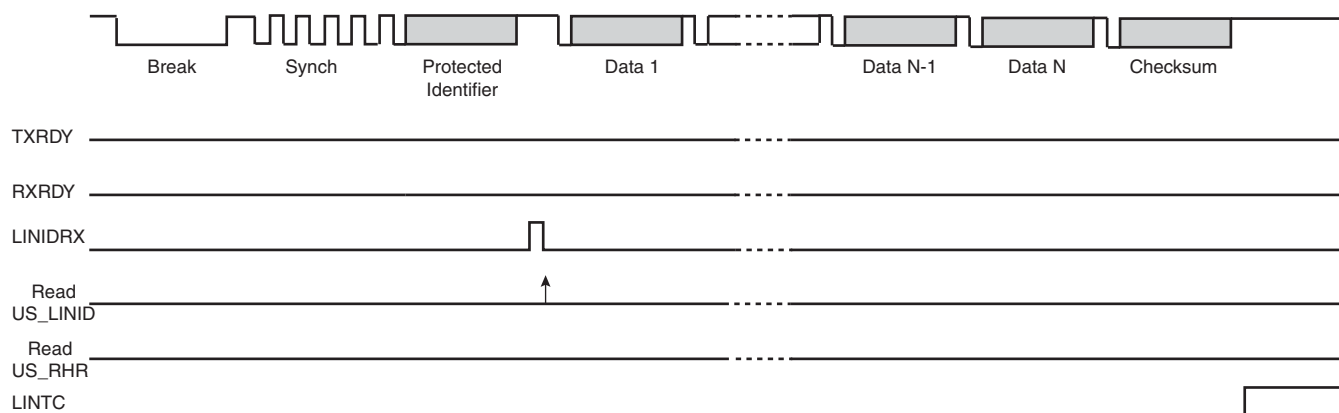 Break Synch Protected Identifier Data 1 Data N-1 Data N Checksum
TXRDY
RXRDY
LINIDRX
Read
US_LINID
Read
US_RHR
LINTC